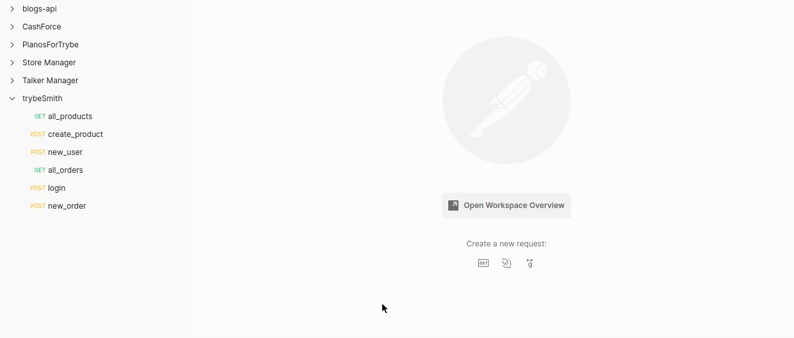 blogs-api
CashForce
PlanosForTrybe
Store Manager
Talker Manager
trybeSmith
GET all_products
POST create_product
POST new_user
GET all_orders
POST login
POST new_order
Open Workspace Overview
Create a new request:
GET